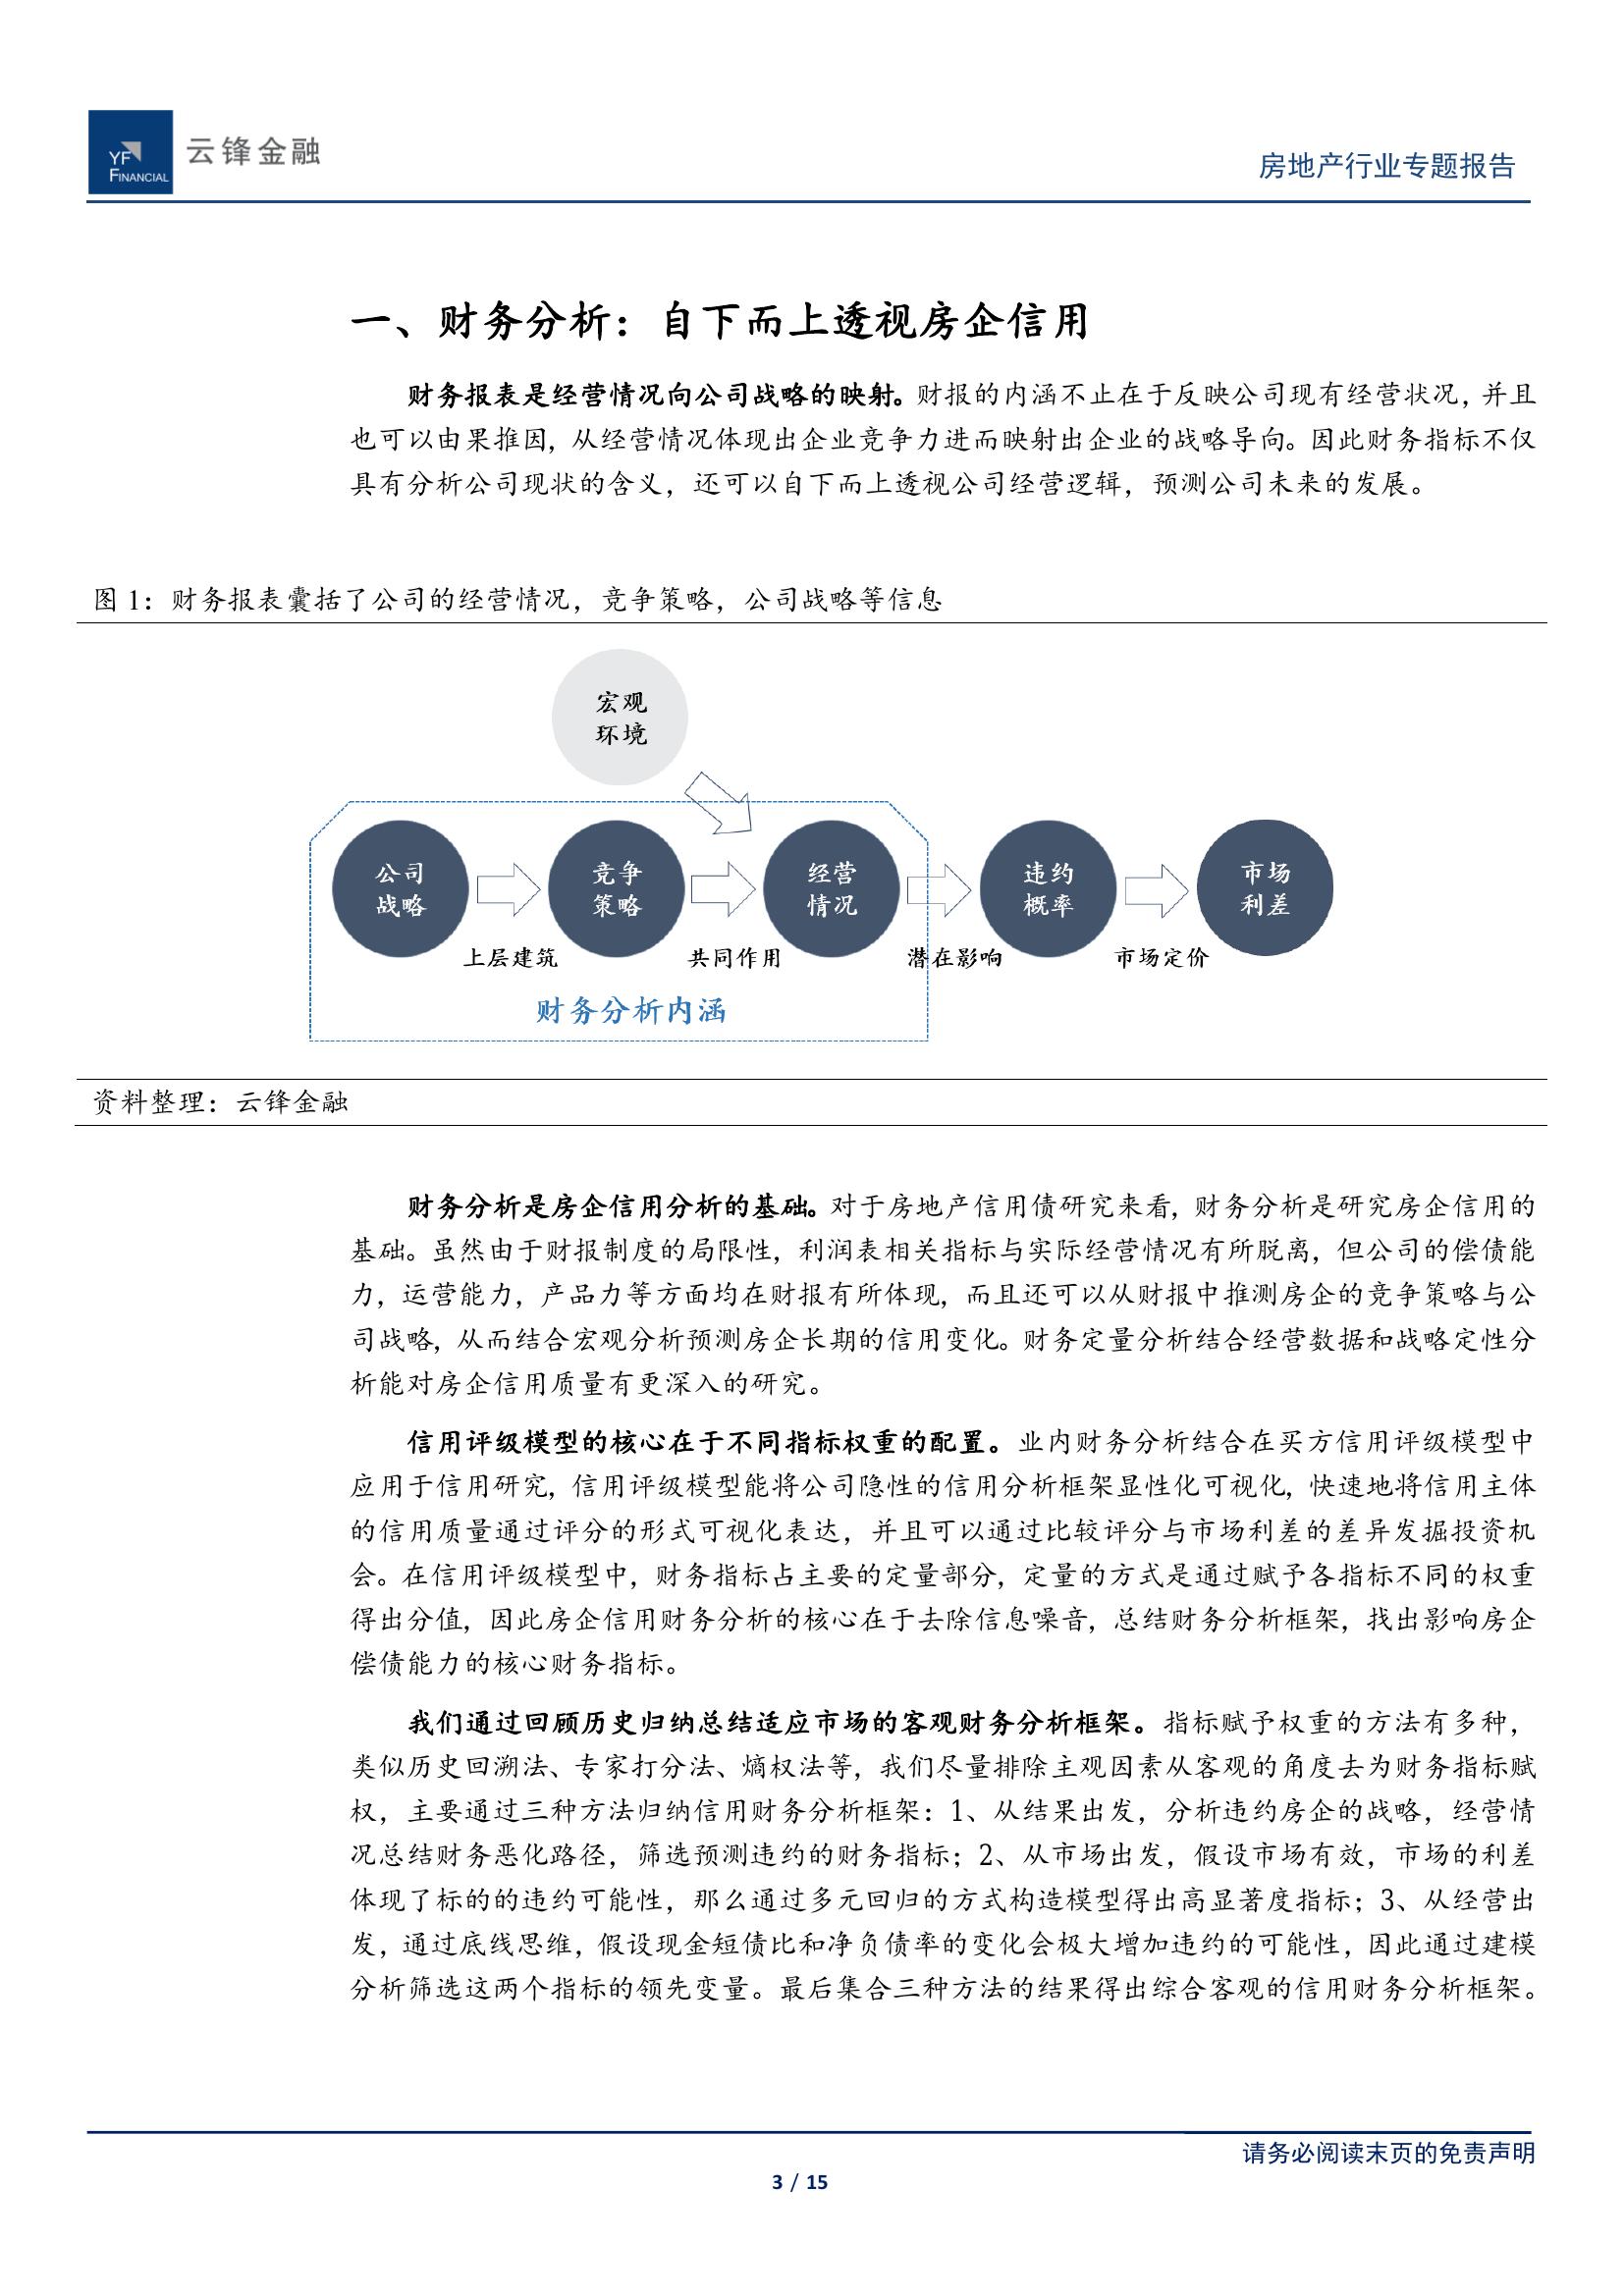 YF
FINANCIAL
云锋金融
房地产行业专题报告
一、财务分析：自下而上透视房企信用
财务报表是经营情况向公司战略的映射。财报的内涵不止在于反映公司现有经营状况，并且
也可以由果推因，从经营情况体现出企业竞争力进而映射出企业的战略导向。因此财务指标不仅
具有分析公司现状的含义，还可以自下而上透视公司经营逻辑，预测公司未来的发展。
图 1：财务报表囊括了公司的经营情况，竞争策略，公司战略等信息
宏观
环境
公司
战略
竞争
策略
经营
情况
违约
概率
市场
利差
上层建筑
共同作用
潜在影响
市场定价
财务分析内涵
资料整理：云锋金融
财务分析是房企信用分析的基础。对于房地产信用债研究来看，财务分析是研究房企信用的
基础。虽然由于财报制度的局限性，利润表相关指标与实际经营情况有所脱离，但公司的偿债能
力，运营能力，产品力等方面均在财报有所体现，而且还可以从财报中推测房企的竞争策略与公
司战略，从而结合宏观分析预测房企长期的信用变化。财务定量分析结合经营数据和战略定性分
析能对房企信用质量有更深入的研究。
信用评级模型的核心在于不同指标权重的配置。业内财务分析结合在买方信用评级模型中
应用于信用研究，信用评级模型能将公司隐性的信用分析框架显性化可视化，快速地将信用主体
的信用质量通过评分的形式可视化表达，并且可以通过比较评分与市场利差的差异发掘投资机
会。在信用评级模型中，财务指标占主要的定量部分，定量的方式是通过赋予各指标不同的权重
得出分值，因此房企信用财务分析的核心在于去除信息噪音，总结财务分析框架，找出影响房企
偿债能力的核心财务指标。
我们通过回顾历史归纳总结适应市场的客观财务分析框架。指标赋予权重的方法有多种，
类似历史回溯法、专家打分法、熵权法等，我们尽量排除主观因素从客观的角度去为财务指标赋
权，主要通过三种方法归纳信用财务分析框架：1、从结果出发，分析违约房企的战略，经营情
况总结财务恶化路径，筛选预测违约的财务指标；2、从市场出发，假设市场有效，市场的利差
体现了标的的违约可能性，那么通过多元回归的方式构造模型得出高显著度指标；3、从经营出
发，通过底线思维，假设现金短债比和净负债率的变化会极大增加违约的可能性，因此通过建模
分析筛选这两个指标的领先变量。最后集合三种方法的结果得出综合客观的信用财务分析框架。
请务必阅读末页的免责声明
3 / 15